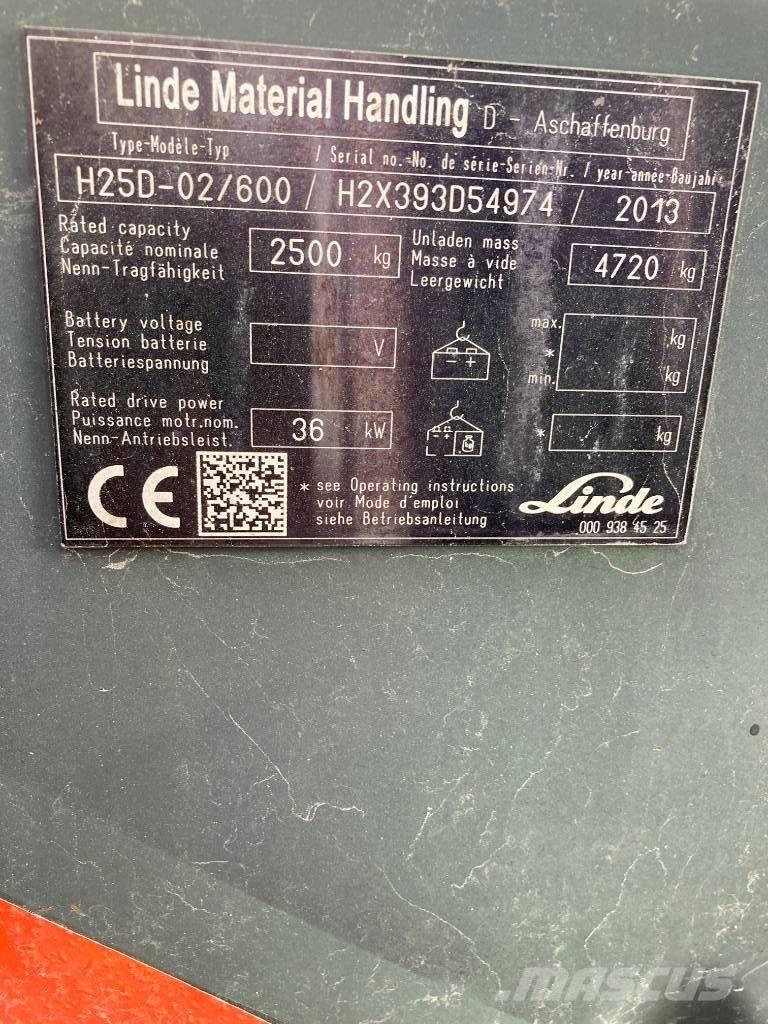 Linde Material Handling D - Aschaffenburg
Type-Modèle-Typ / Serial no.-No. de série-Serien-Nr. / year-année-Baujahr
H25D-02/600 / H2X393D54974 / 2013
Rated capacity
Capacité nominale
Nenn-Tragfähigkeit
2500 kg
Unladen mass
Masse à vide
Leergewicht
4720 kg
Battery voltage
Tension batterie
Batteriespannung
V
- +
max. kg
*
min. kg
Rated drive power
Puissance motr.nom.
Nenn-Antriebsleist.
36 kW
- + kg
* kg
CE
* see Operating instructions
voir Mode d'emploi
siehe Betriebsanleitung
Linde
000 938 45 25
MASCUS